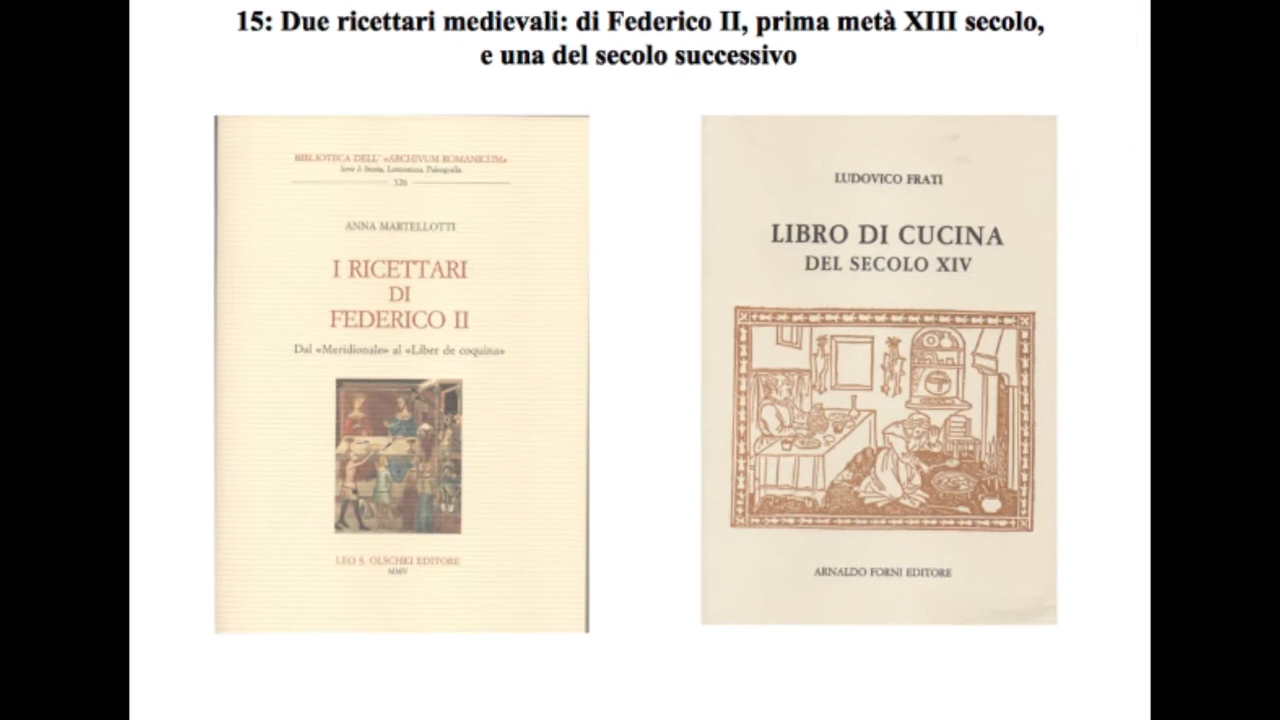 15: Due ricettari medievali: di Federico II, prima metà XIII secolo,
e una del secolo successivo
BIBLIOTECA DELL' «ARCHIVUM ROMANICUM»
Serie I: Storia, Letteratura, Paleografia
326
ANNA MARTELLOTTI
I RICETTARI
DI
FEDERICO II
Dal «Meridionale» al «Liber de coquina»
LEO S. OLSCHKI EDITORE
MMV
LUDOVICO FRATI
LIBRO DI CUCINA
DEL SECOLO XIV
ARNALDO FORNI EDITORE